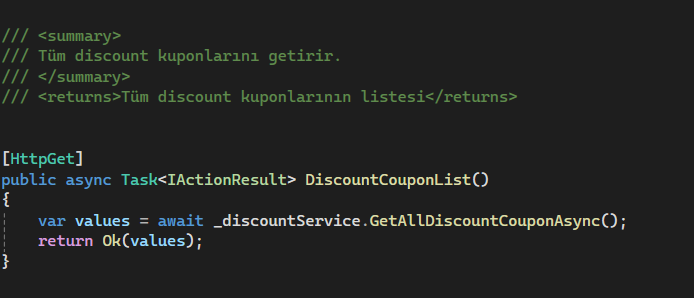 /// <summary>
/// Tüm discount kuponlarını getirir.
/// </summary>
/// <returns>Tüm discount kuponlarının listesi</returns>
[HttpGet]
public async Task<IActionResult> DiscountCouponList()
{
    var values = await _discountService.GetAllDiscountCouponAsync();
    return Ok(values);
}